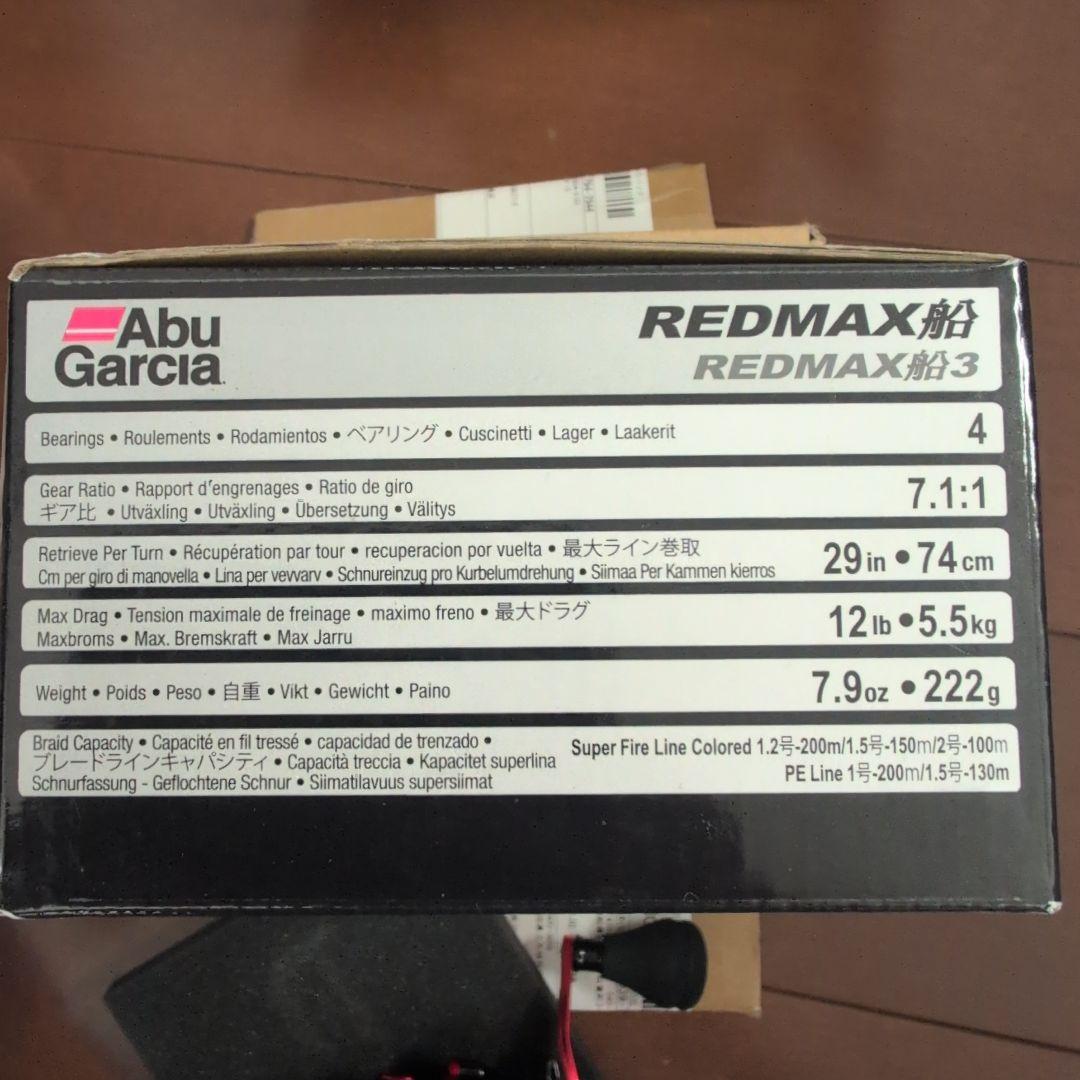 794-7944
Abu
Garcia
REDMAX船
REDMAX船3
Bearings • Roulements • Rodamientos • ベアリング • Cuscinetti • Lager • Laakerit
4
Gear Ratio • Rapport d'engrenages • Ratio de giro
ギア比 • Utväxling • Utväxling • Übersetzung • Välitys
7.1:1
Retrieve Per Turn • Récupération par tour • recuperacion por vuelta • 最大ライン巻取
Cm per giro di manovella • Lina per vevvarv • Schnureinzug pro Kurbelumdrehung • Siimaa Per Kammen kierros
29in • 74cm
Max Drag • Tension maximale de freinage • maximo freno • 最大ドラグ
Maxbroms • Max. Bremskraft • Max Jarru
12lb • 5.5kg
Weight • Poids • Peso • 自重 • Vikt • Gewicht • Paino
7.9oz • 222g
Braid Capacity • Capacité en fil tressé • capacidad de trenzado •
ブレードラインキャパシティ • Capacità treccia • Kapacitet superlina
Schnurfassung - Geflochtene Schnur • Siimatilavuus supersiimat
Super Fire Line Colored 1.2号-200m/1.5号-150m/2号-100m
PE Line 1号-200m/1.5号-130m